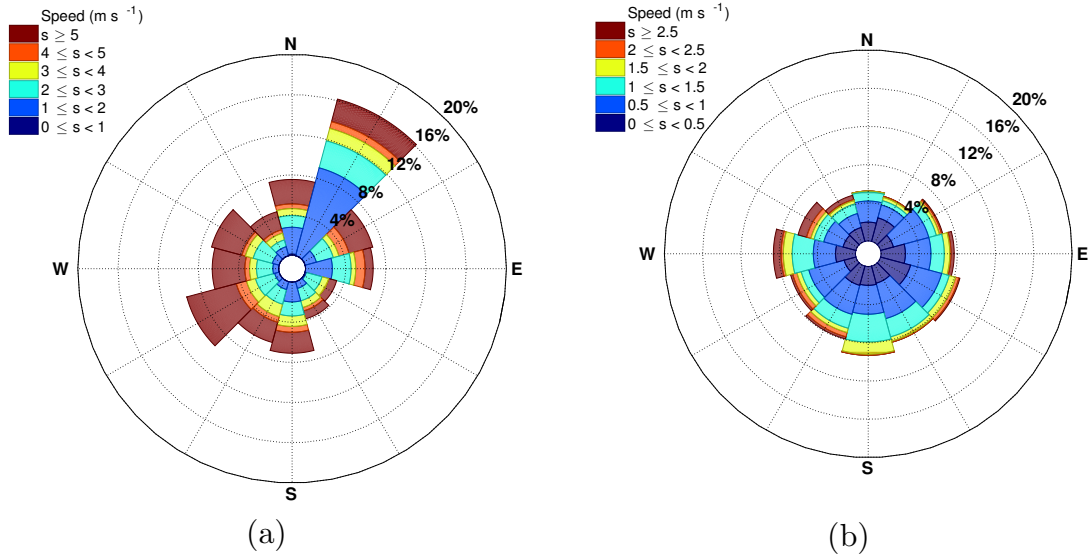 Speed (m s⁻¹)
s ≥ 5
4 ≤ s < 5
3 ≤ s < 4
2 ≤ s < 3
1 ≤ s < 2
0 ≤ s < 1
N
20%
16%
12%
8%
4%
W
E
S
(a)
Speed (m s⁻¹)
s ≥ 2.5
2 ≤ s < 2.5
1.5 ≤ s < 2
1 ≤ s < 1.5
0.5 ≤ s < 1
0 ≤ s < 0.5
N
20%
16%
12%
8%
4%
W
E
S
(b)